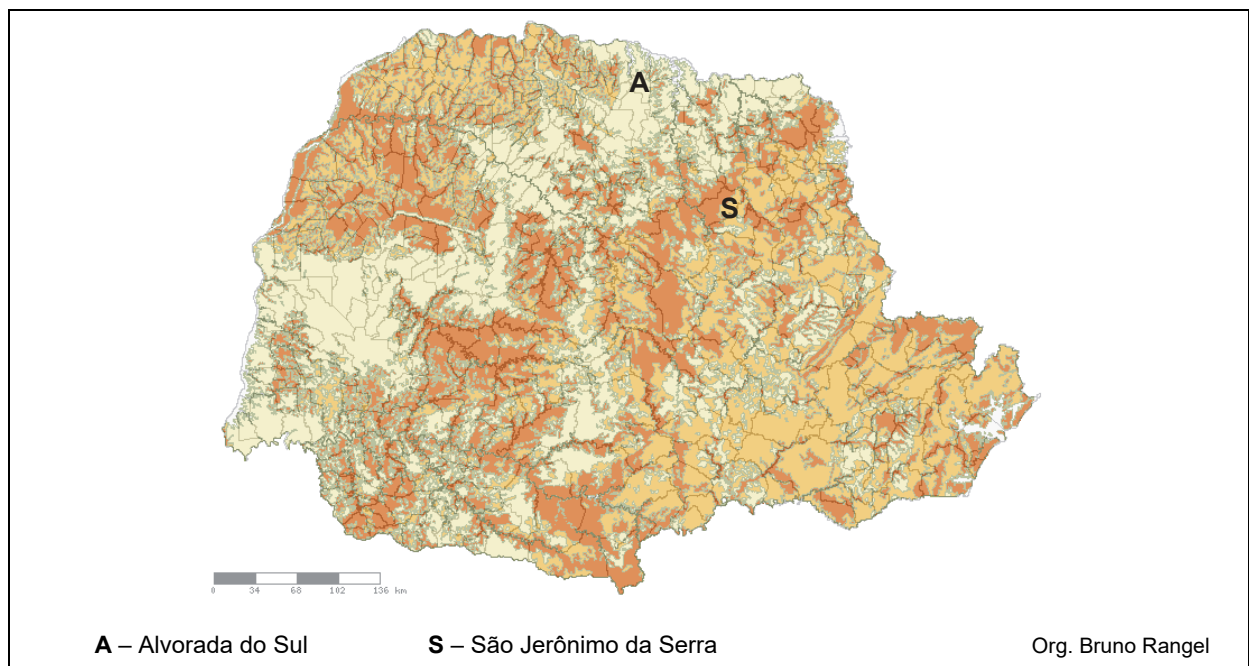 A
S
0 34 68 102 136 km
A – Alvorada do Sul S – São Jerônimo da Serra Org. Bruno Rangel